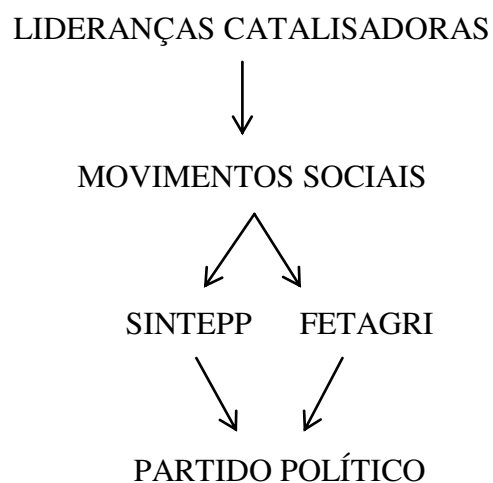 LIDERANÇAS CATALISADORAS
MOVIMENTOS SOCIAIS
SINTEPP FETAGRI
PARTIDO POLÍTICO